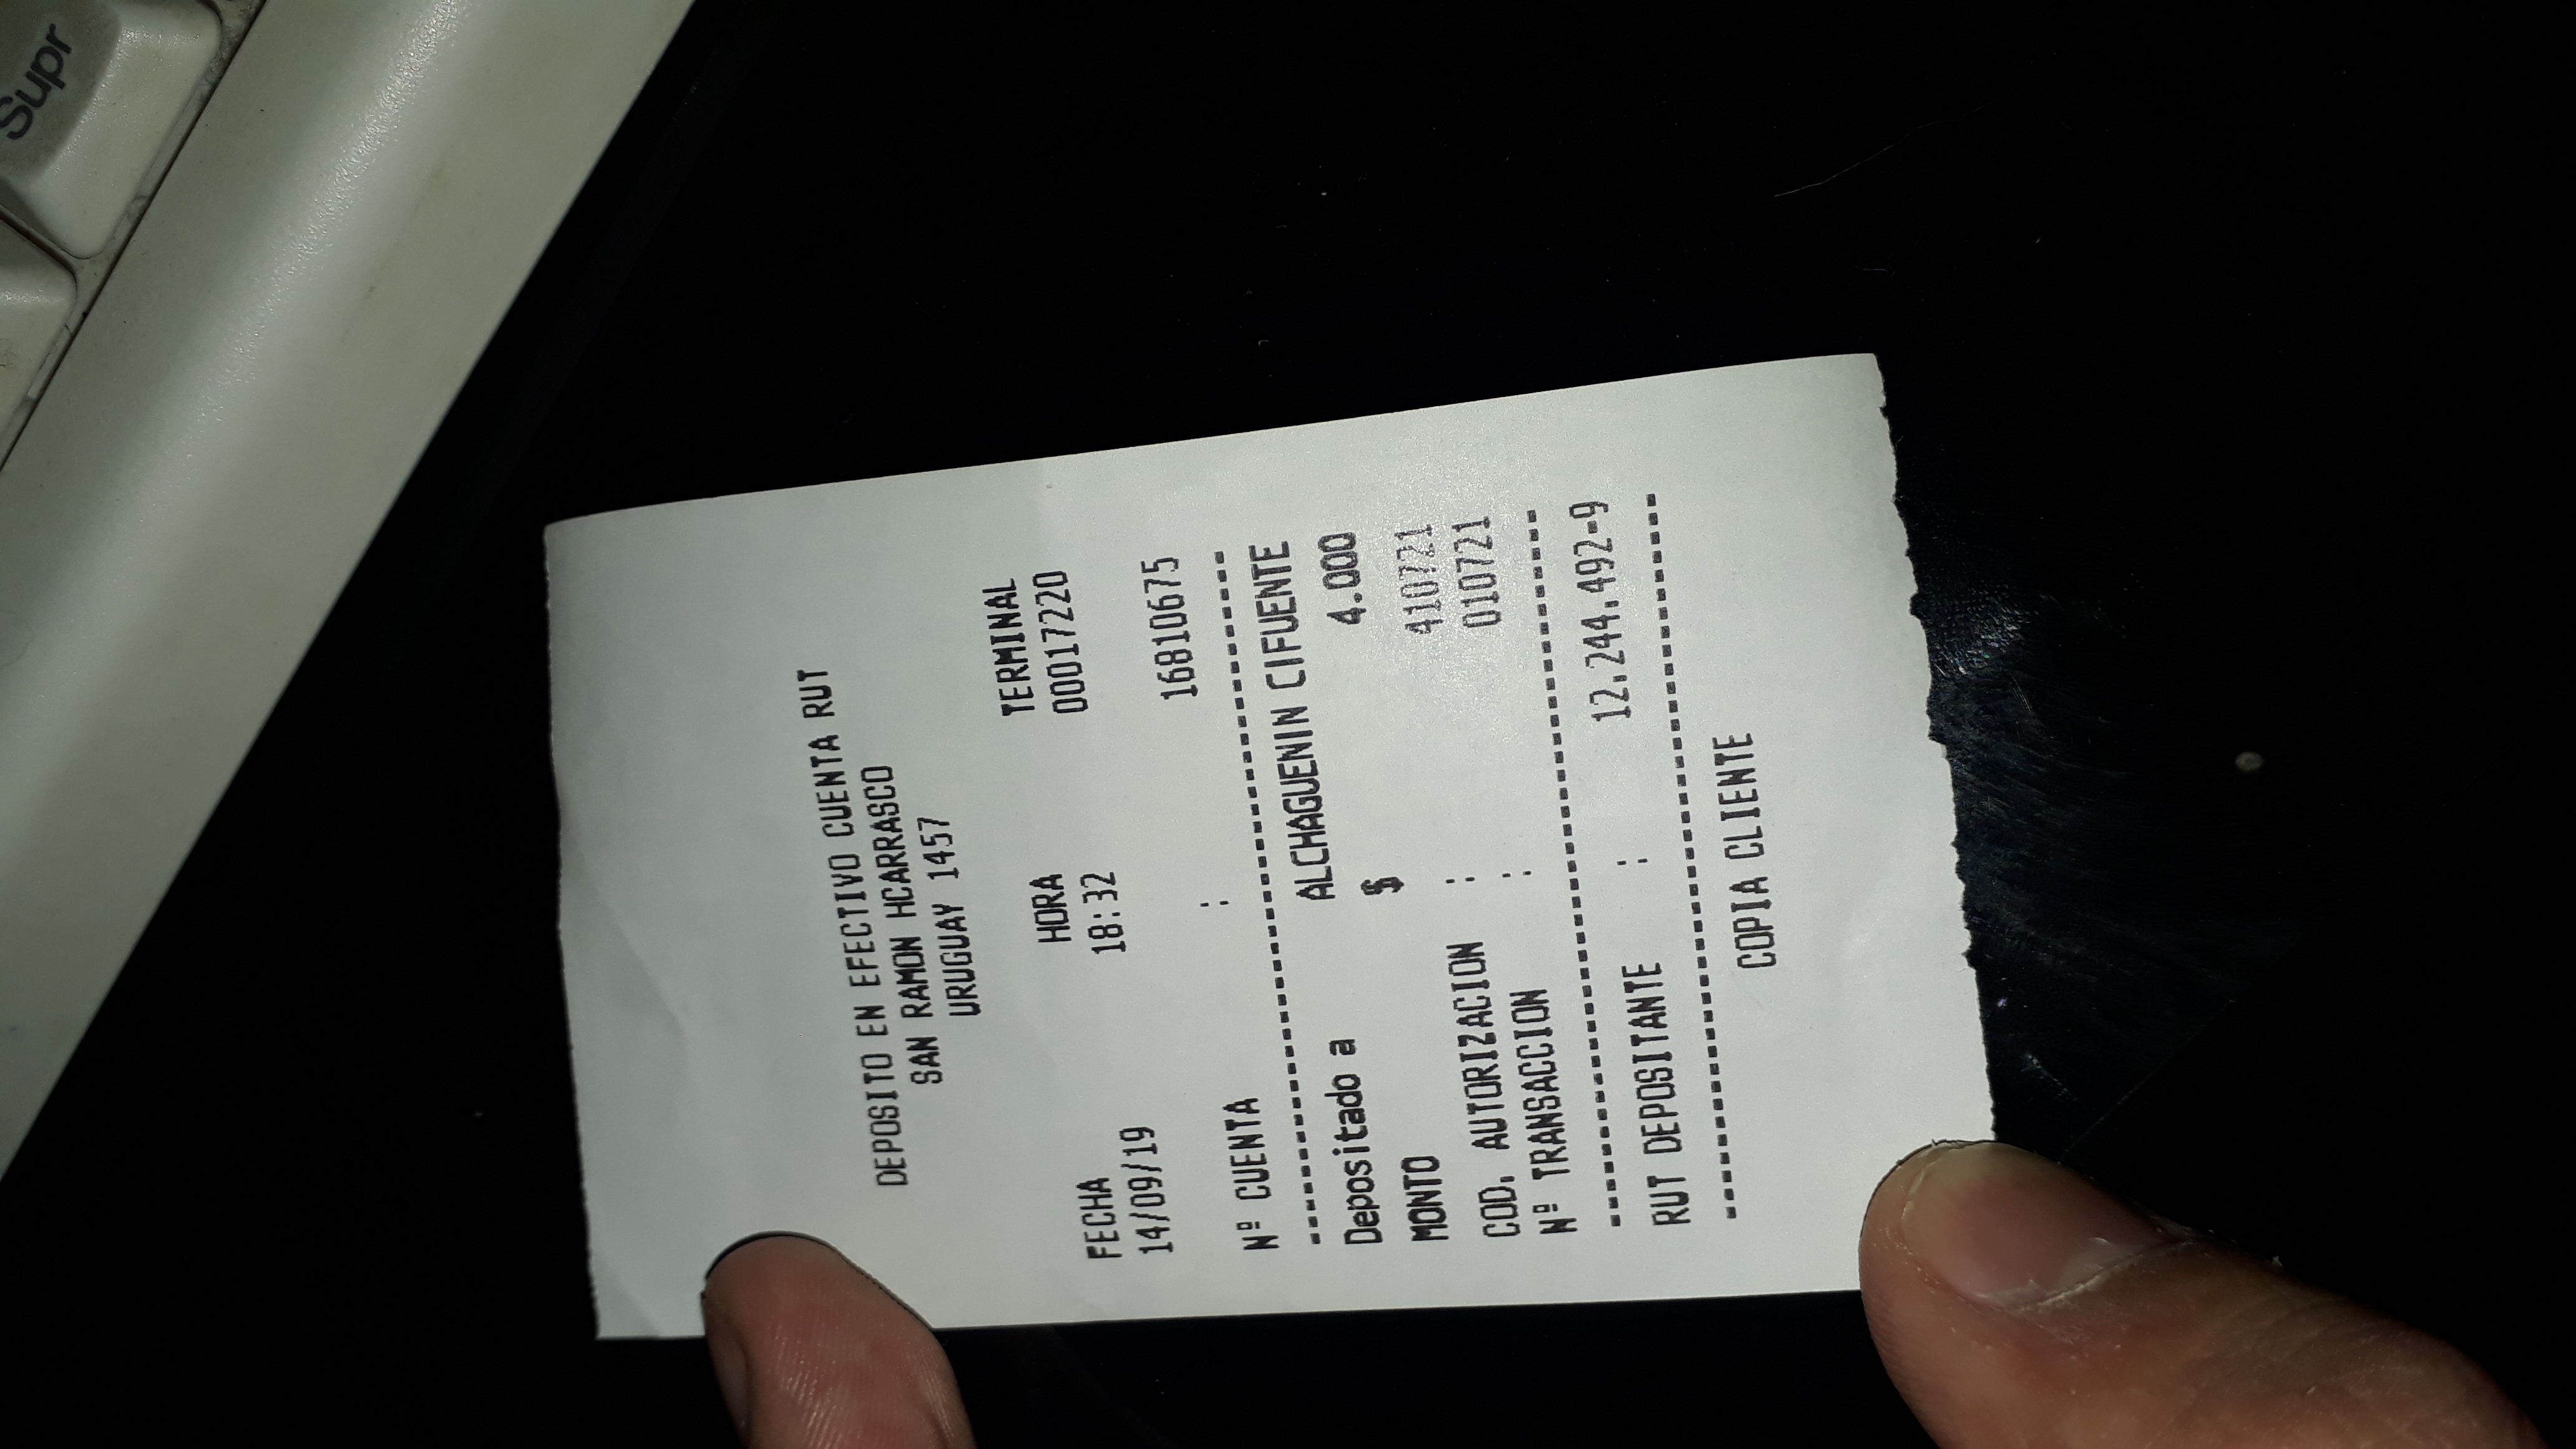 Supr
DEPOSITO EN EFECTIVO CUENTA RUT
SAN RAMON HCARRASCO
URUGUAY 1457
FECHA HORA TERMINAL
14/09/19 18:32 00017220
Nº CUENTA : 16810675
Depositado a ALCHAGUENIN CIFUENTE
MONTO $ 4.000
COD. AUTORIZACION : 410721
Nº TRANSACCION : 010721
RUT DEPOSITANTE : 12.244.492-9
COPIA CLIENTE